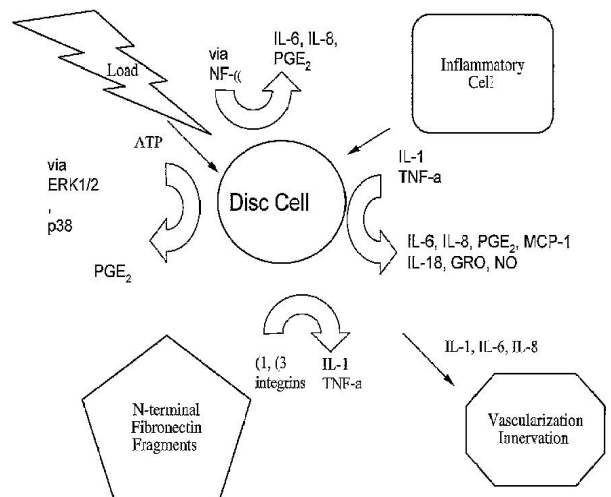 Load
via
NF-((
IL-6, IL-8,
PGE₂
Inflammatory
Cell
ATP
via
ERK1/2
,
p38
PGE₂
Disc Cell
IL-1
TNF-a
IL-6, IL-8, PGE₂, MCP-1
IL-18, GRO, NO
(1, (3
integrins
IL-1
TNF-a
IL-1, IL-6, IL-8
N-terminal
Fibronectin
Fragments
Vascularization
Innervation